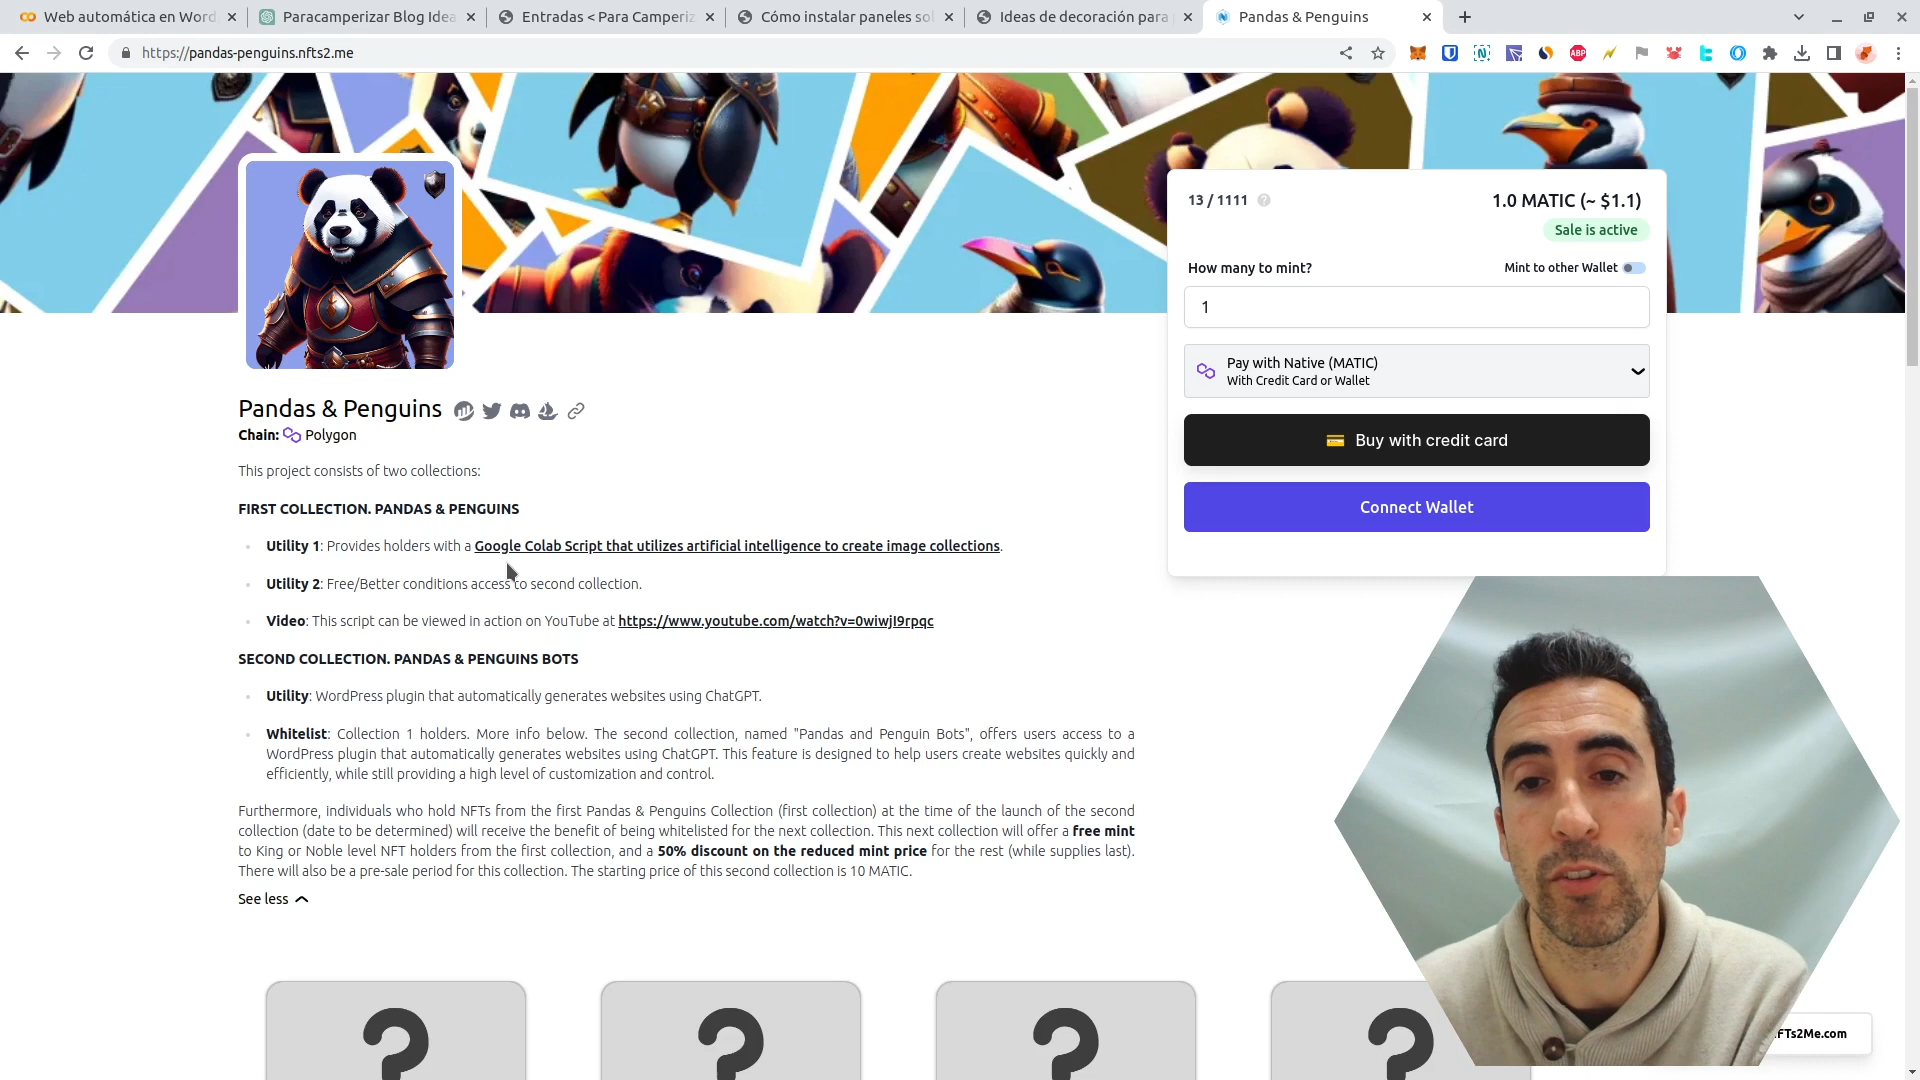 Web automática en Word
Paracamperizar Blog Idea
Entradas < Para Camperiz
Cómo instalar paneles sol
Ideas de decoración para
Pandas & Penguins
https://pandas-penguins.nfts2.me
ABP
13 / 1111
1.0 MATIC (~ $1.1)
Sale is active
How many to mint?
Mint to other Wallet
1
Pay with Native (MATIC)
With Credit Card or Wallet
Buy with credit card
Connect Wallet
Pandas & Penguins
Chain: Polygon
This project consists of two collections:
FIRST COLLECTION. PANDAS & PENGUINS
Utility 1: Provides holders with a Google Colab Script that utilizes artificial intelligence to create image collections.
Utility 2: Free/Better conditions access to second collection.
Video: This script can be viewed in action on YouTube at https://www.youtube.com/watch?v=0wiwjI9rpqc
SECOND COLLECTION. PANDAS & PENGUINS BOTS
Utility: WordPress plugin that automatically generates websites using ChatGPT.
Whitelist: Collection 1 holders. More info below. The second collection, named "Pandas and Penguin Bots", offers users access to a
WordPress plugin that automatically generates websites using ChatGPT. This feature is designed to help users create websites quickly and
efficiently, while still providing a high level of customization and control.
Furthermore, individuals who hold NFTs from the first Pandas & Penguins Collection (first collection) at the time of the launch of the second
collection (date to be determined) will receive the benefit of being whitelisted for the next collection. This next collection will offer a free mint
to King or Noble level NFT holders from the first collection, and a 50% discount on the reduced mint price for the rest (while supplies last).
There will also be a pre-sale period for this collection. The starting price of this second collection is 10 MATIC.
See less
? ? ? ?
FTs2Me.com